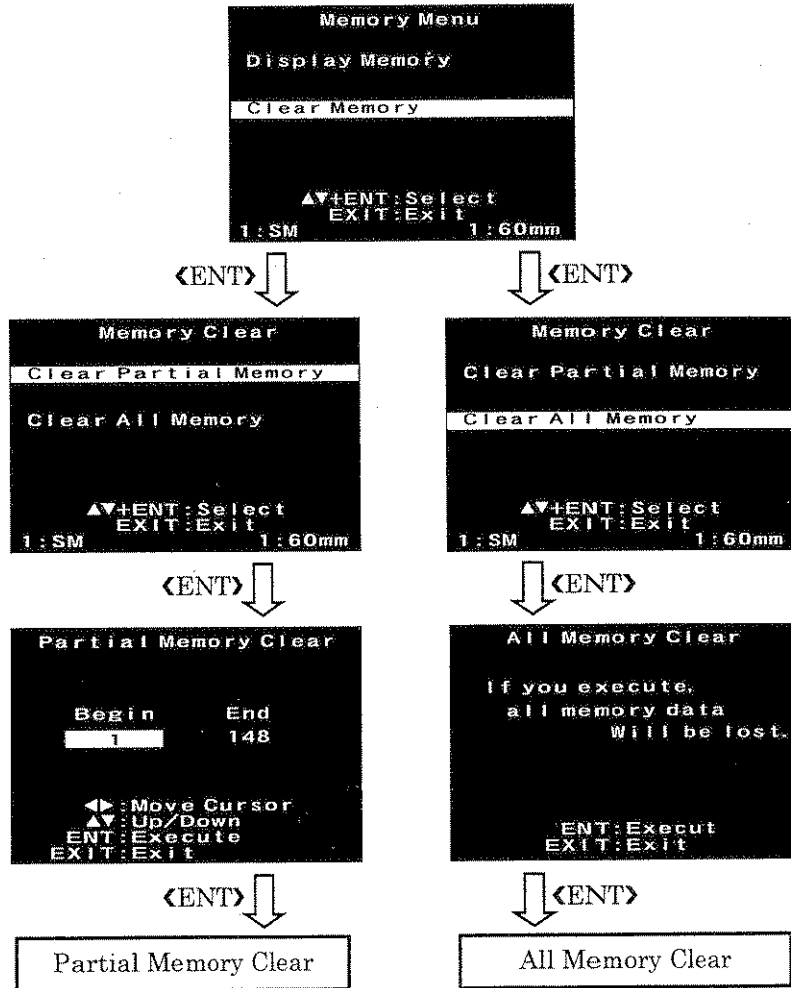 Memory Menu
Display Memory
Clear Memory
▲▼+ENT:Select
EXIT:Exit
1:SM 1:60mm
❮ENT❯
❮ENT❯
Memory Clear
Clear Partial Memory
Clear All Memory
▲▼+ENT:Select
EXIT:Exit
1:SM 1:60mm
Memory Clear
Clear Partial Memory
Clear All Memory
▲▼+ENT:Select
EXIT:Exit
1:SM 1:60mm
❮ENT❯
❮ENT❯
Partial Memory Clear
Begin End
1 148
◀▶:Move Cursor
▲▼:Up/Down
ENT:Execute
EXIT:Exit
All Memory Clear
If you execute,
all memory data
Will be lost.
ENT:Execut
EXIT:Exit
❮ENT❯
❮ENT❯
Partial Memory Clear
All Memory Clear